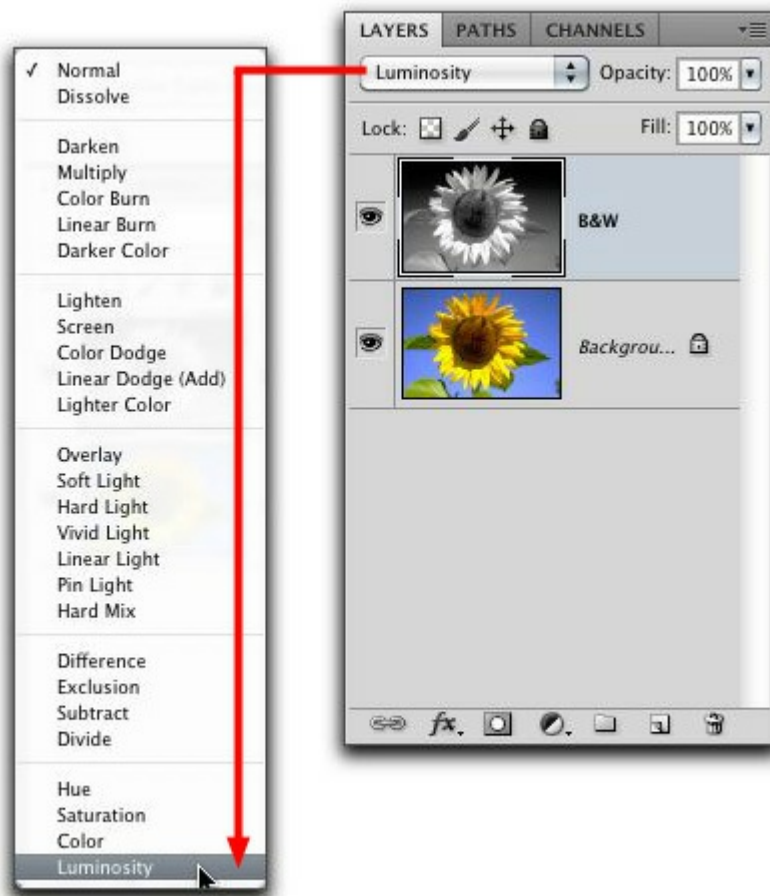 ✓ Normal
Dissolve
Darken
Multiply
Color Burn
Linear Burn
Darker Color
Lighten
Screen
Color Dodge
Linear Dodge (Add)
Lighter Color
Overlay
Soft Light
Hard Light
Vivid Light
Linear Light
Pin Light
Hard Mix
Difference
Exclusion
Subtract
Divide
Hue
Saturation
Color
Luminosity
LAYERS PATHS CHANNELS
Luminosity Opacity: 100%
Lock: Fill: 100%
B&W
Backgrou...
fx.